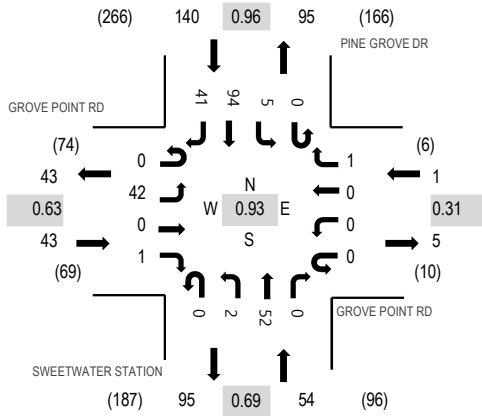 (266) 140 0.96 95 (166)
PINE GROVE DR
41 94 5 0
GROVE POINT RD
(74) 0 1 (6)
43 42 N 0 1
0.63 W 0.93 E 0.31
43 0 S 0 5
(69) 1 0 (10)
0 2 52 0
GROVE POINT RD
SWEETWATER STATION
(187) 95 0.69 54 (96)